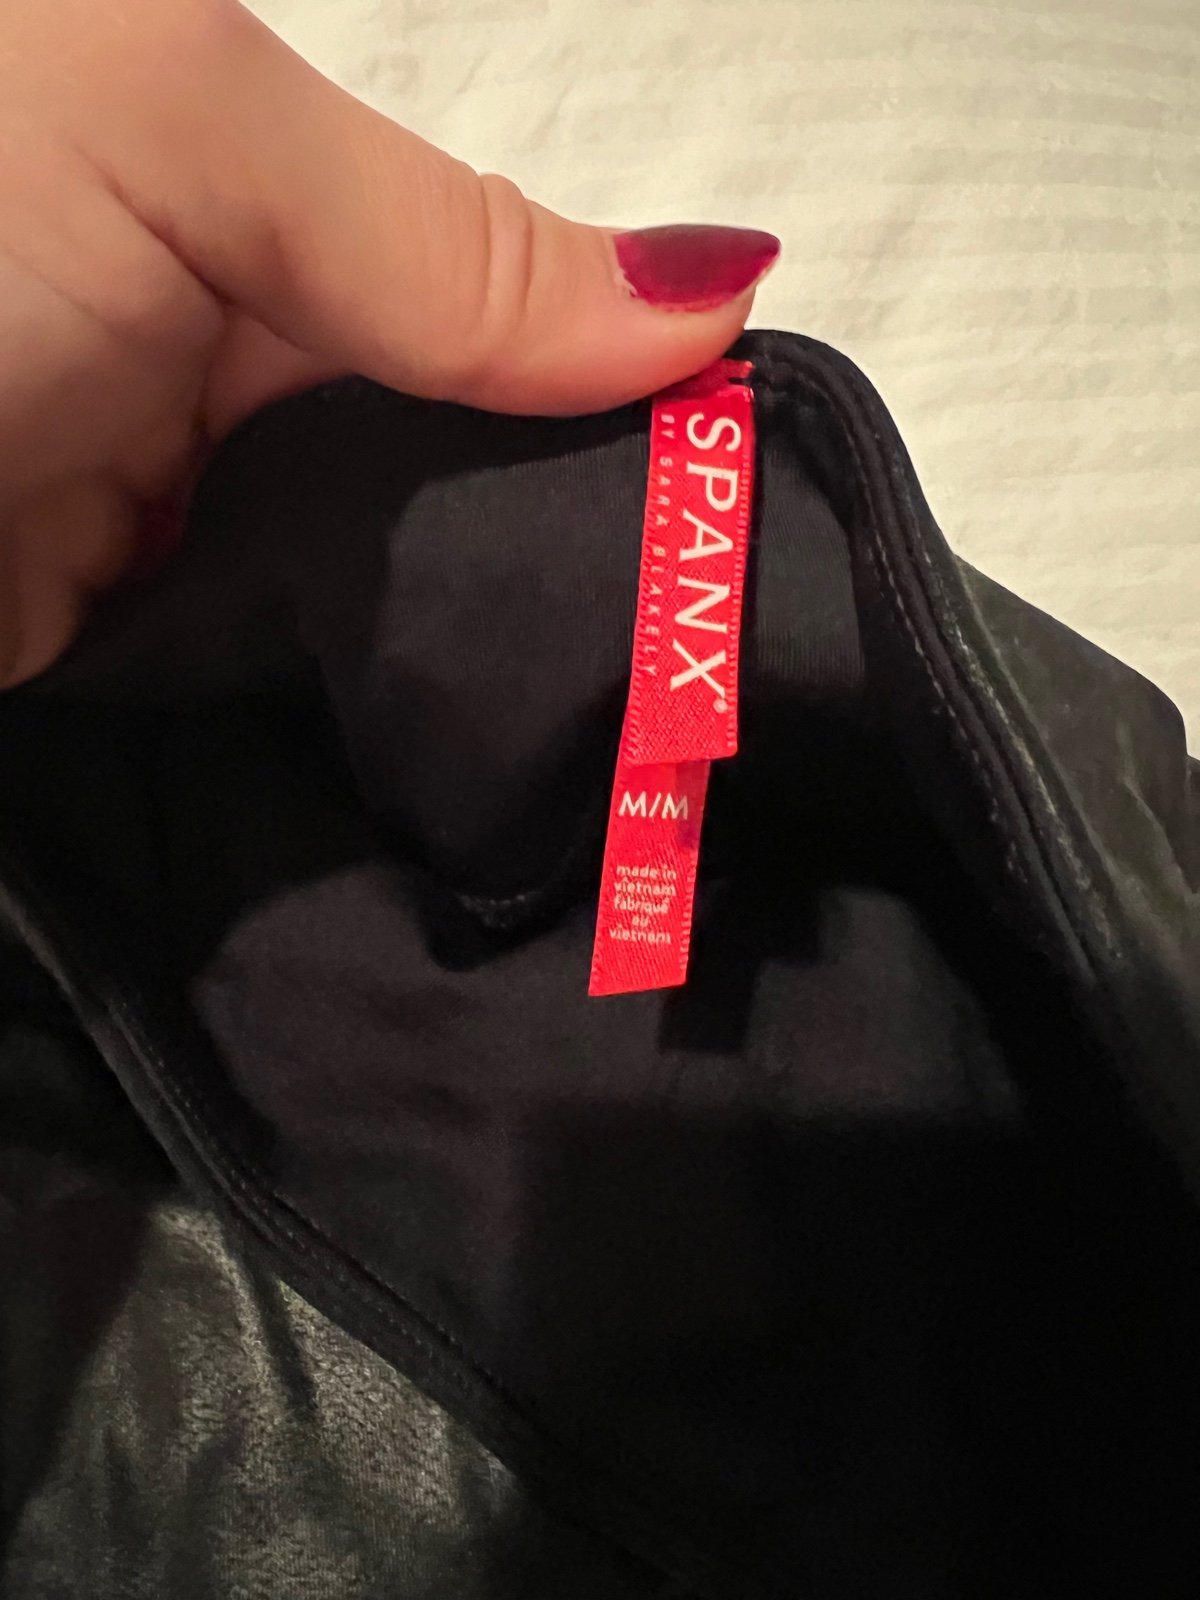 SPANX®
BY SARA BLAKELY
M/M
made in
vietnam
fabriqué
au
vietnam